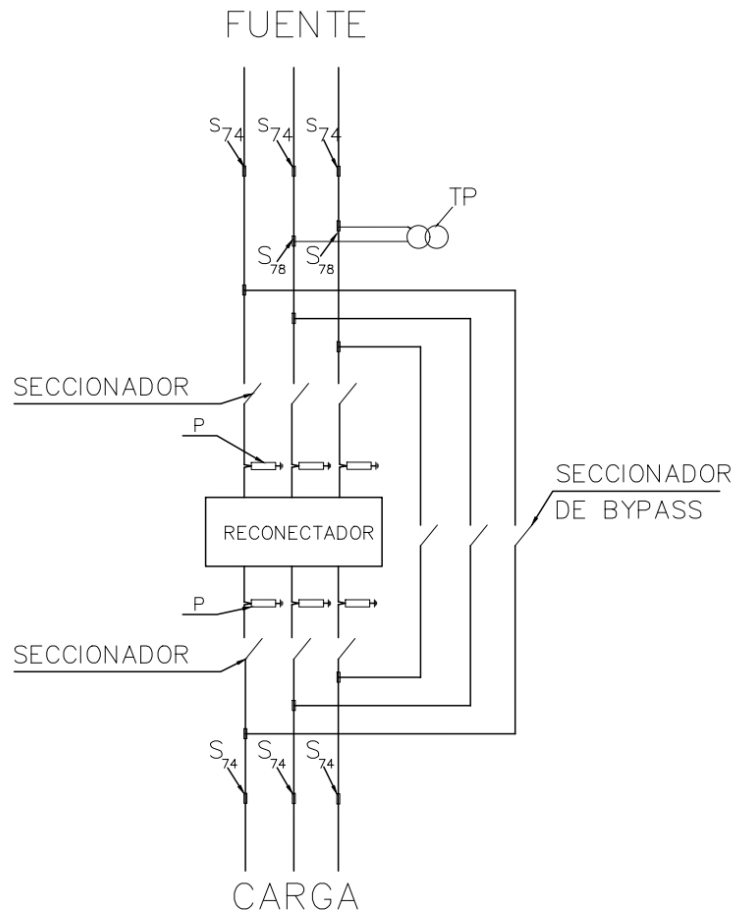 FUENTE
S74 S74 S74
TP
S78 S78
SECCIONADOR
P
SECCIONADOR
DE BYPASS
RECONECTADOR
P
SECCIONADOR
S74 S74 S74
CARGA